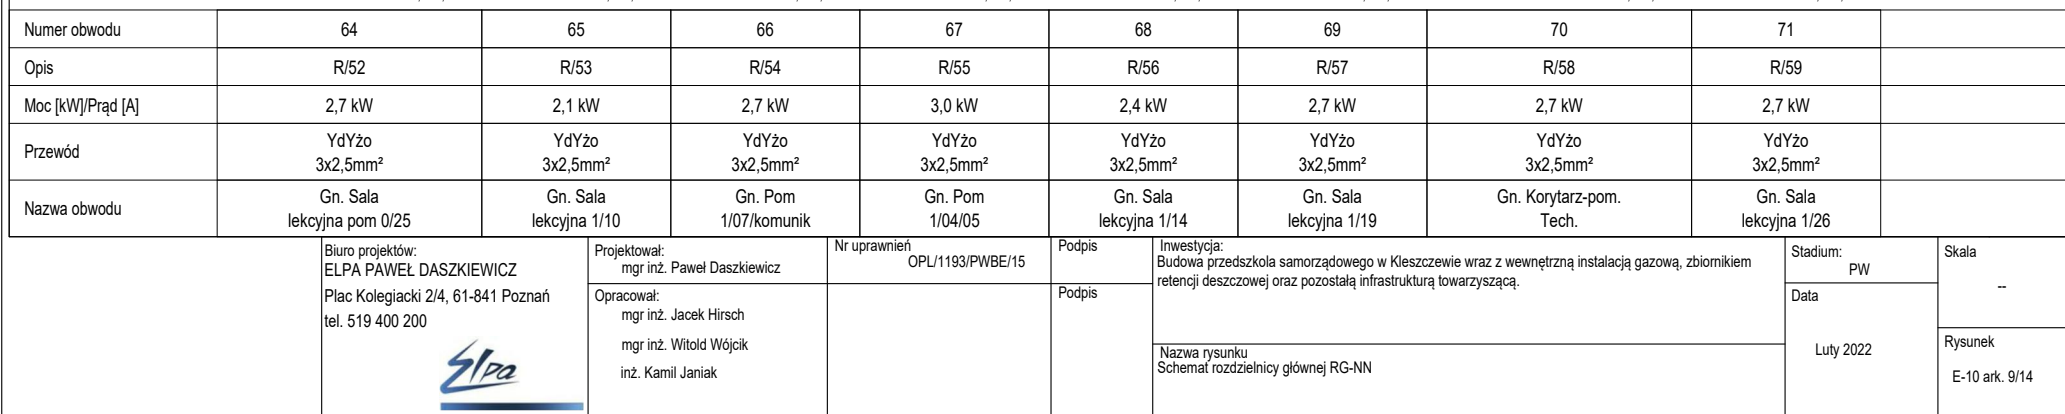 Numer obwodu 64 65 66 67 68 69 70 71
Opis R/52 R/53 R/54 R/55 R/56 R/57 R/58 R/59
Moc [kW]/Prąd [A] 2,7 kW 2,1 kW 2,7 kW 3,0 kW 2,4 kW 2,7 kW 2,7 kW 2,7 kW
Przewód YdYżo YdYżo YdYżo YdYżo YdYżo YdYżo YdYżo YdYżo
3x2,5mm² 3x2,5mm² 3x2,5mm² 3x2,5mm² 3x2,5mm² 3x2,5mm² 3x2,5mm² 3x2,5mm²
Nazwa obwodu
Gn. Sala
lekcyjna pom 0/25
Gn. Sala
lekcyjna 1/10
Gn. Pom
1/07/komunik
Gn. Pom
1/04/05
Gn. Sala
lekcyjna 1/14
Gn. Sala
lekcyjna 1/19
Gn. Korytarz-pom.
Tech.
Gn. Sala
lekcyjna 1/26
Biuro projektów:
ELPA PAWEŁ DASZKIEWICZ
Plac Kolegiacki 2/4, 61-841 Poznań
tel. 519 400 200
Elpa
Projektował:
mgr inż. Paweł Daszkiewicz
Opracował:
mgr inż. Jacek Hirsch
mgr inż. Witold Wójcik
inż. Kamil Janiak
Nr uprawnień
OPL/1193/PWBE/15
Podpis
Podpis
Inwestycja:
Budowa przedszkola samorządowego w Kleszczewie wraz z wewnętrzną instalacją gazową, zbiornikiem
retencji deszczowej oraz pozostałą infrastrukturą towarzyszącą.
Nazwa rysunku
Schemat rozdzielnicy głównej RG-NN
Stadium:
PW
Data
Luty 2022
Skala
--
Rysunek
E-10 ark. 9/14